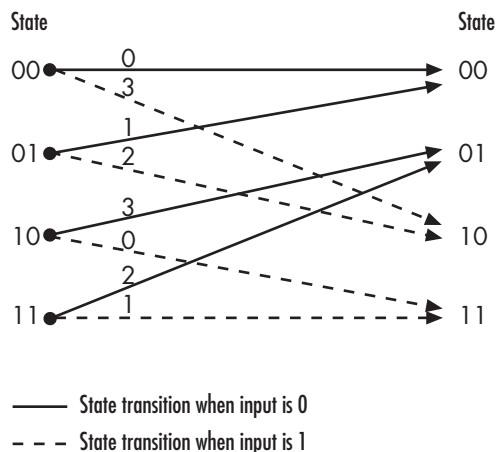 State State
00 0 00
3
01 1 01
2
10 3 10
0
11 2 11
1
State transition when input is 0
State transition when input is 1